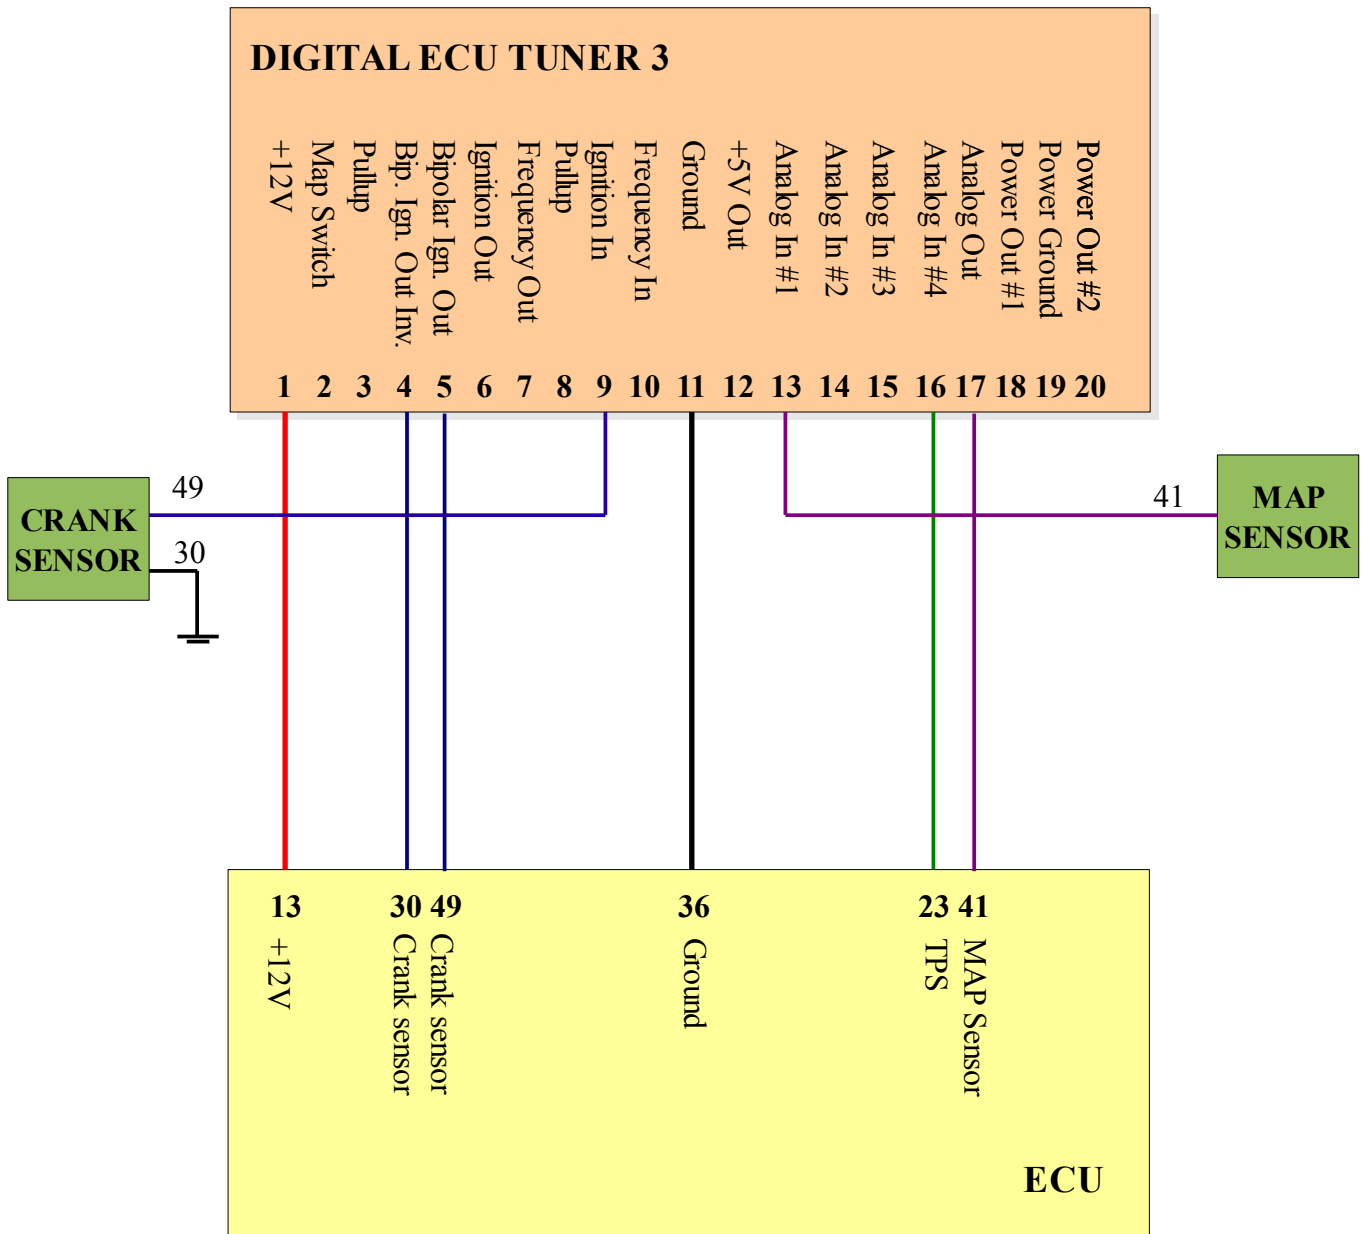 DIGITAL ECU TUNER 3
+12V
Map Switch
Pullup
Bip. Ign. Out Inv.
Bipolar Ign. Out
Ignition Out
Frequency Out
Pullup
Ignition In
Frequency In
Ground
+5V Out
Analog In #1
Analog In #2
Analog In #3
Analog In #4
Analog Out
Power Out #1
Power Ground
Power Out #2
1 2 3 4 5 6 7 8 9 10 11 12 13 14 15 16 17 18 19 20
49
CRANK
SENSOR
30
41
MAP
SENSOR
13 30 49 36 23 41
+12V
Crank sensor
Crank sensor
Ground
TPS
MAP Sensor
ECU